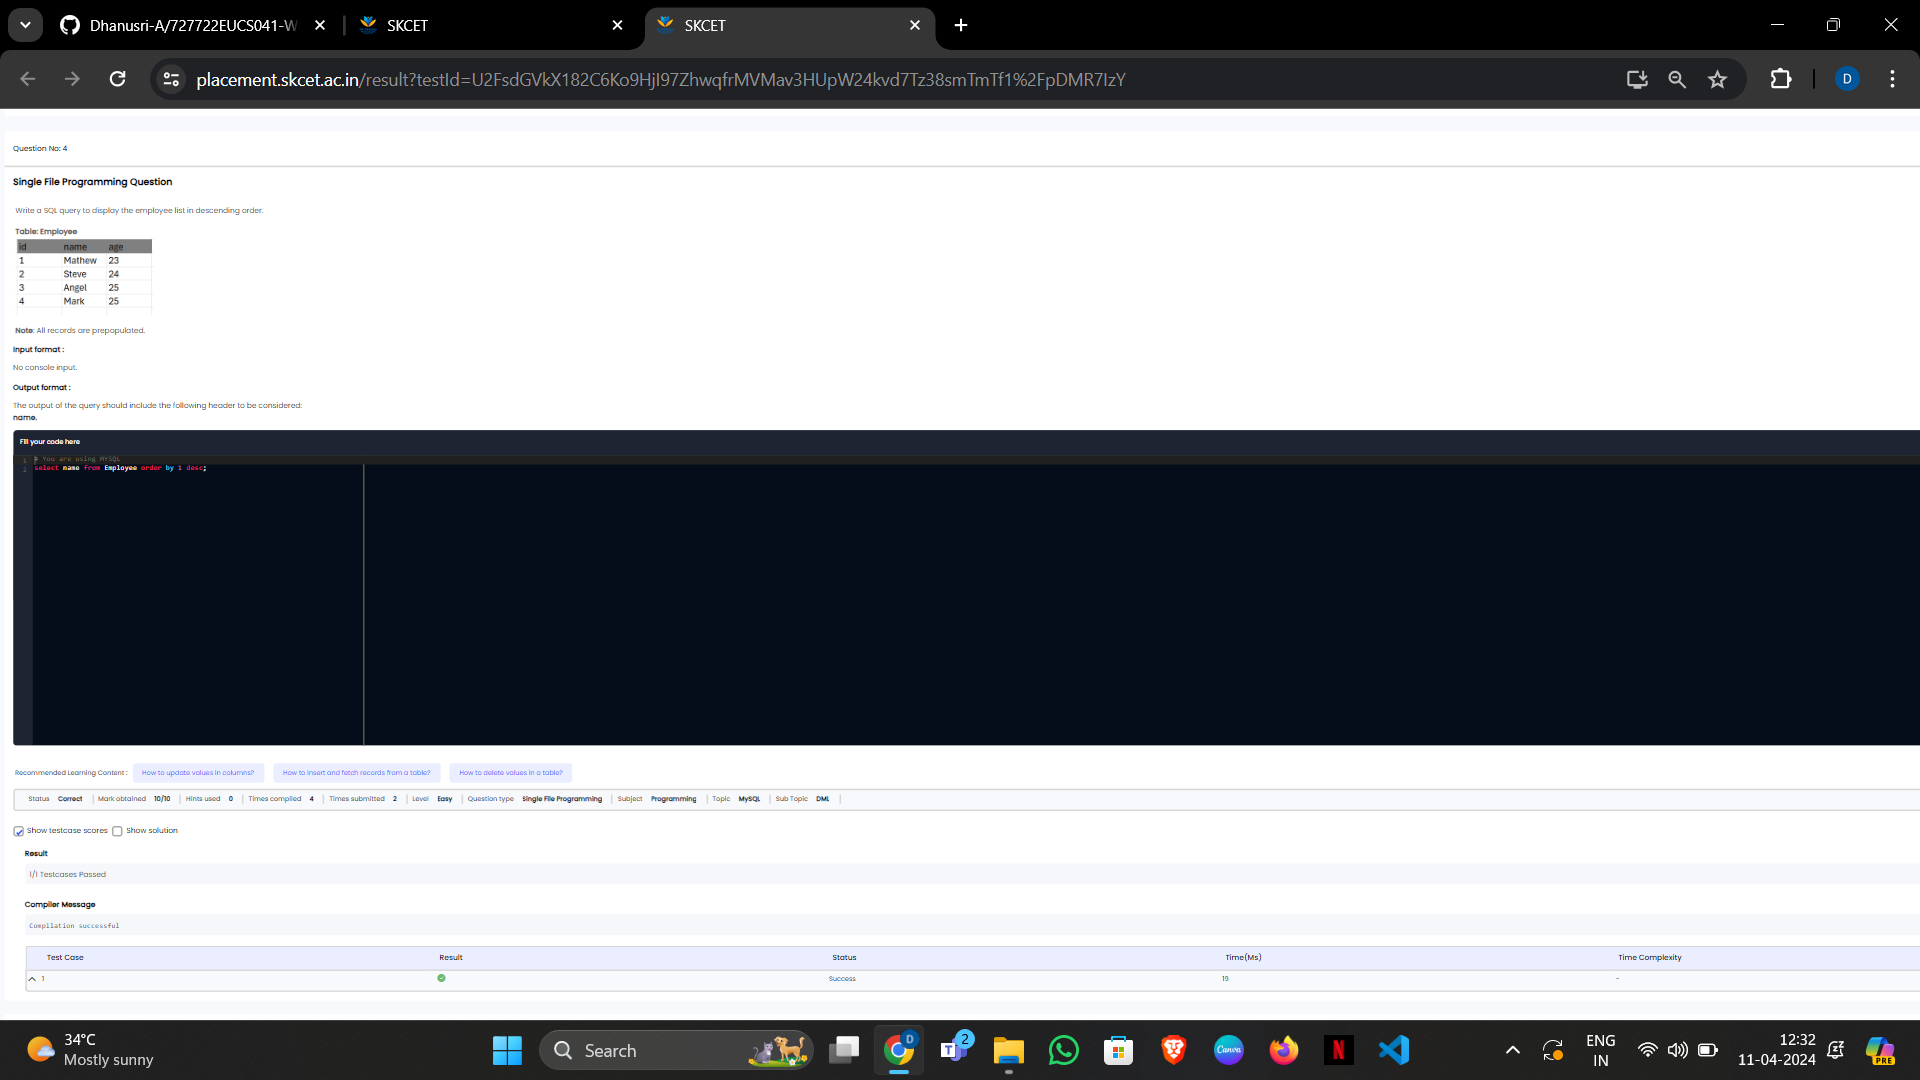 Dhanusri-A/727722EUCS041-W
SKCET
SKCET
placement.skcet.ac.in/result?testId=U2FsdGVkX182C6Ko9HjI97ZhwqfrMVMav3HUpW24kvd7Tz38smTmTf1%2FpDMR7IzY
D
Question No: 4
Single File Programming Question
Write a SQL query to display the employee list in descending order.
Table: Employee
id name age
1 Mathew 23
2 Steve 24
3 Angel 25
4 Mark 25
Note: All records are prepopulated.
Input format :
No console input.
Output format :
The output of the query should include the following header to be considered:
name.
Fill your code here
1 # You are using MYSQL
2 select name from Employee order by 1 desc;
Recommended Learning Content : How to update values in columns? How to insert and fetch records from a table? How to delete values in a table?
Status Correct | Mark obtained 10/10 | Hints used 0 | Times compiled 4 | Times submitted 2 | Level Easy | Question type Single File Programming | Subject Programming | Topic MySQL | Sub Topic DML |
Show testcase scores Show solution
Result
1/1 Testcases Passed
Compiler Message
Compilation successful
Test Case Result Status Time(Ms) Time Complexity
1 Success 19 -
34°C
Mostly sunny
Search
D
T
2
Canva
N
ENG
IN
12:32
11-04-2024
PRE